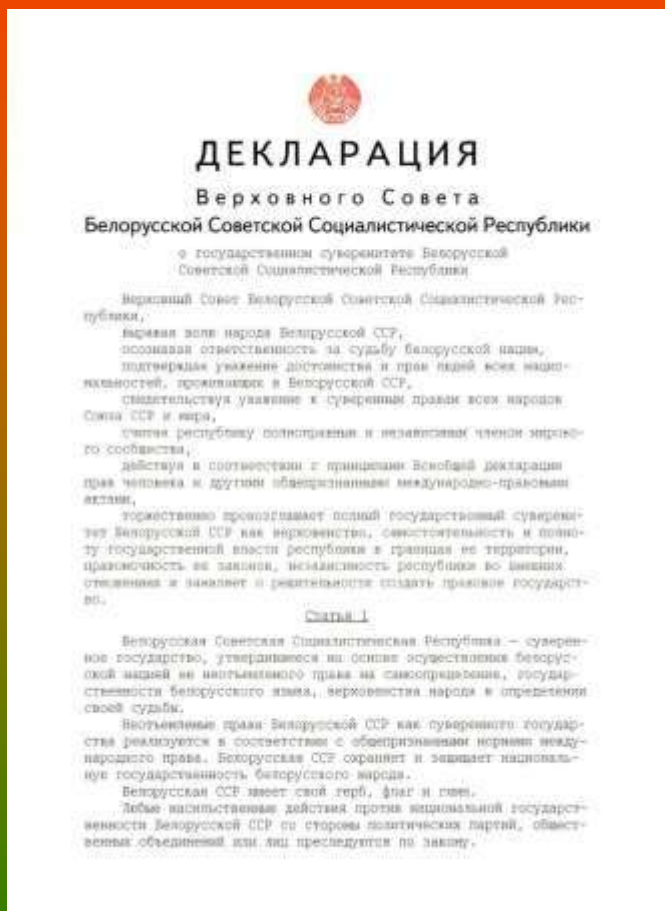 ДЕКЛАРАЦИЯ
Верховного Совета
Белорусской Советской Социалистической Республики
о государственном суверенитете Белорусской
Советской Социалистической Республики
Верховный Совет Белорусской Советской Социалистической Рес-
публики,
выражая волю народа Белорусской ССР,
осознавая ответственность за судьбу белорусской нации,
подтверждая уважение достоинства и прав людей всех нацио-
нальностей, проживающих в Белорусской ССР,
свидетельствуя уважение к суверенным правам всех народов
Союза ССР и мира,
считая республику полноправным и независимым членом мирово-
го сообщества,
действуя в соответствии с принципами Всеобщей декларации
прав человека и другими общепризнанными международно-правовыми
актами,
торжественно провозглашает полный государственный суверени-
тет Белорусской ССР как верховенство, самостоятельность и полно-
ту государственной власти республики в границах ее территории,
правомочность ее законов, независимость республики во внешних
отношениях и заявляет о решительности создать правовое государст-
во.
Статья 1
Белорусская Советская Социалистическая Республика – суверен-
ное государство, утвердившееся на основе осуществления белорус-
ской нацией ее неотъемлемого права на самоопределение, государ-
ственности белорусского языка, верховенства народа в определении
своей судьбы.
Неотъемлемые права Белорусской ССР как суверенного государ-
ства реализуются в соответствии с общепризнанными нормами между-
народного права. Белорусская ССР охраняет и защищает националь-
ную государственность белорусского народа.
Белорусская ССР имеет свой герб, флаг и гимн.
Любые насильственные действия против национальной государст-
венности Белорусской ССР со стороны политических партий, общест-
венных объединений или лиц преследуются по закону.